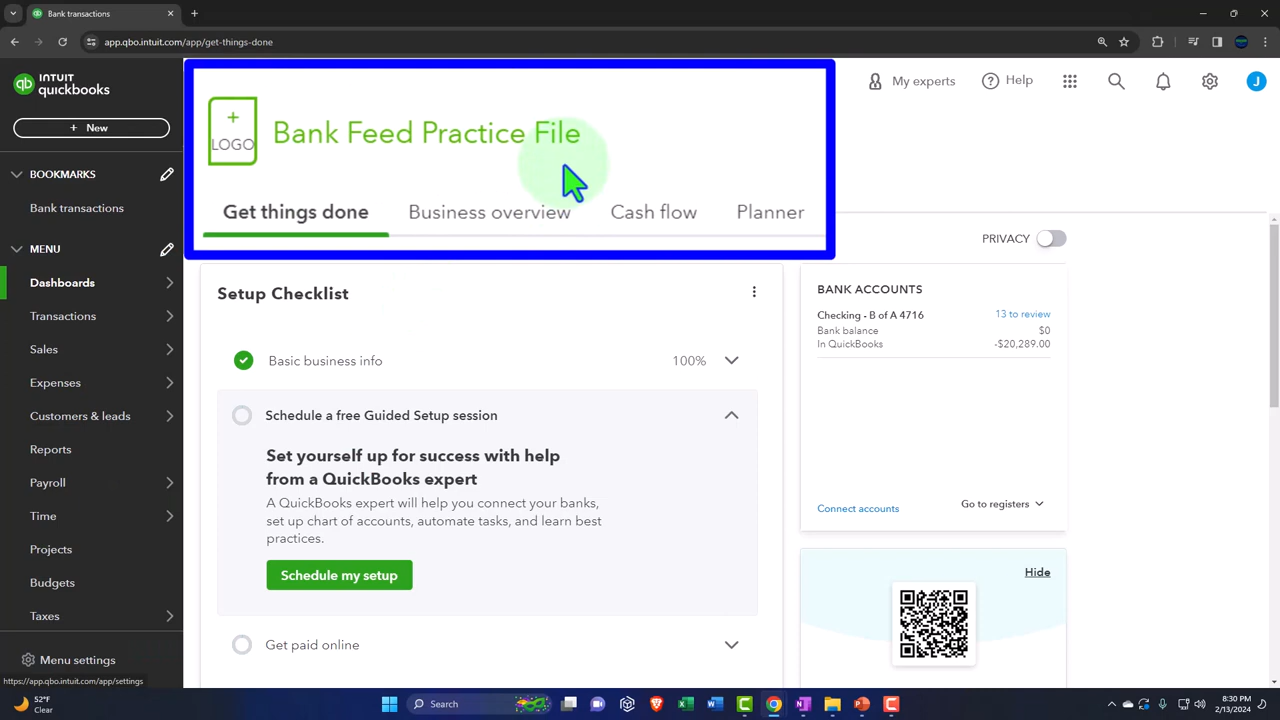 Bank transactions
app.qbo.intuit.com/app/get-things-done
INTUIT
quickbooks
qb
+ New
BOOKMARKS
Bank transactions
MENU
Dashboards
Transactions
Sales
Expenses
Customers & leads
Reports
Payroll
Time
Projects
Budgets
Taxes
Menu settings
https://app.qbo.intuit.com/app/settings
+
LOGO
Bank Feed Practice File
My experts
Help
J
Get things done
Business overview
Cash flow
Planner
PRIVACY
Setup Checklist
Basic business info
100%
Schedule a free Guided Setup session
Set yourself up for success with help
from a QuickBooks expert
A QuickBooks expert will help you connect your banks,
set up chart of accounts, automate tasks, and learn best
practices.
Schedule my setup
Get paid online
BANK ACCOUNTS
Checking - B of A 4716
13 to review
Bank balance
$0
In QuickBooks
-$20,289.00
Connect accounts
Go to registers
Hide
52°F
Clear
Search
8:30 PM
2/13/2024